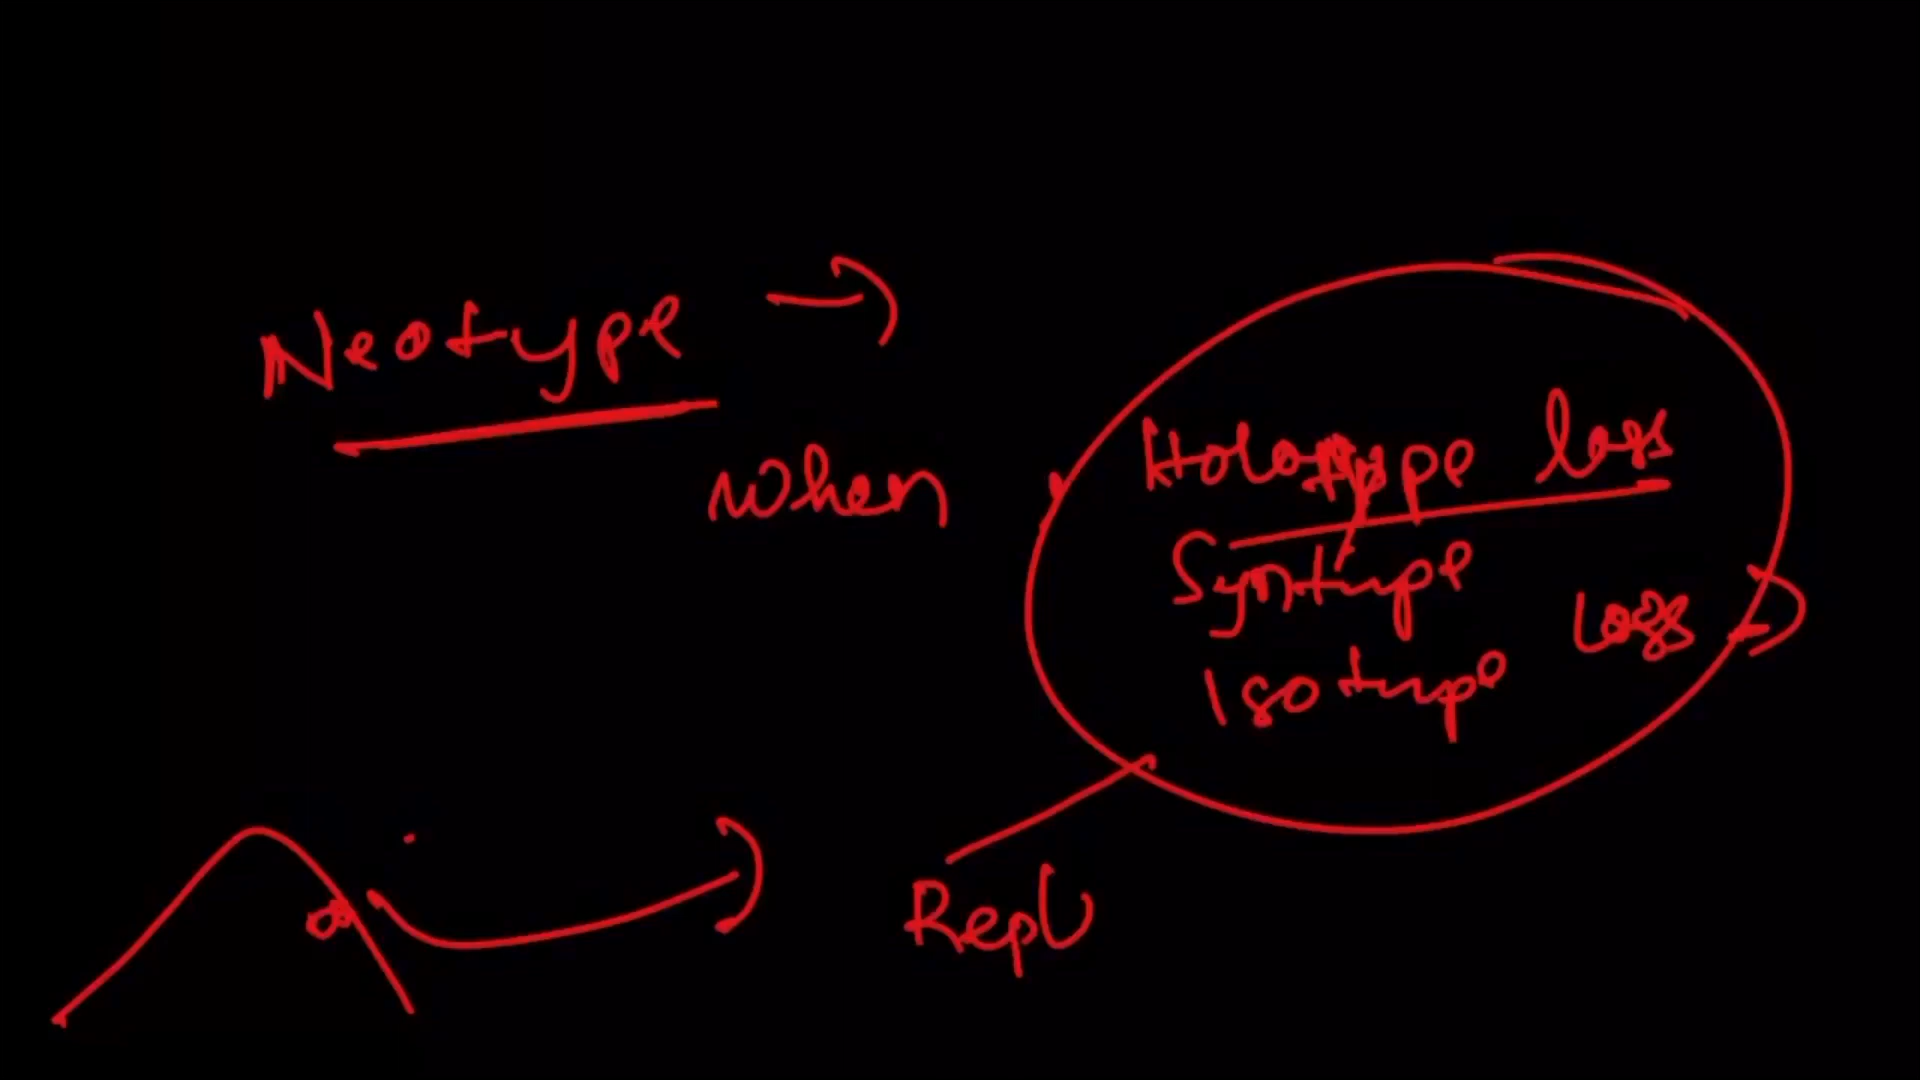 Neotype
when
Holotype loss
Syntype
Isotype loss
Repl